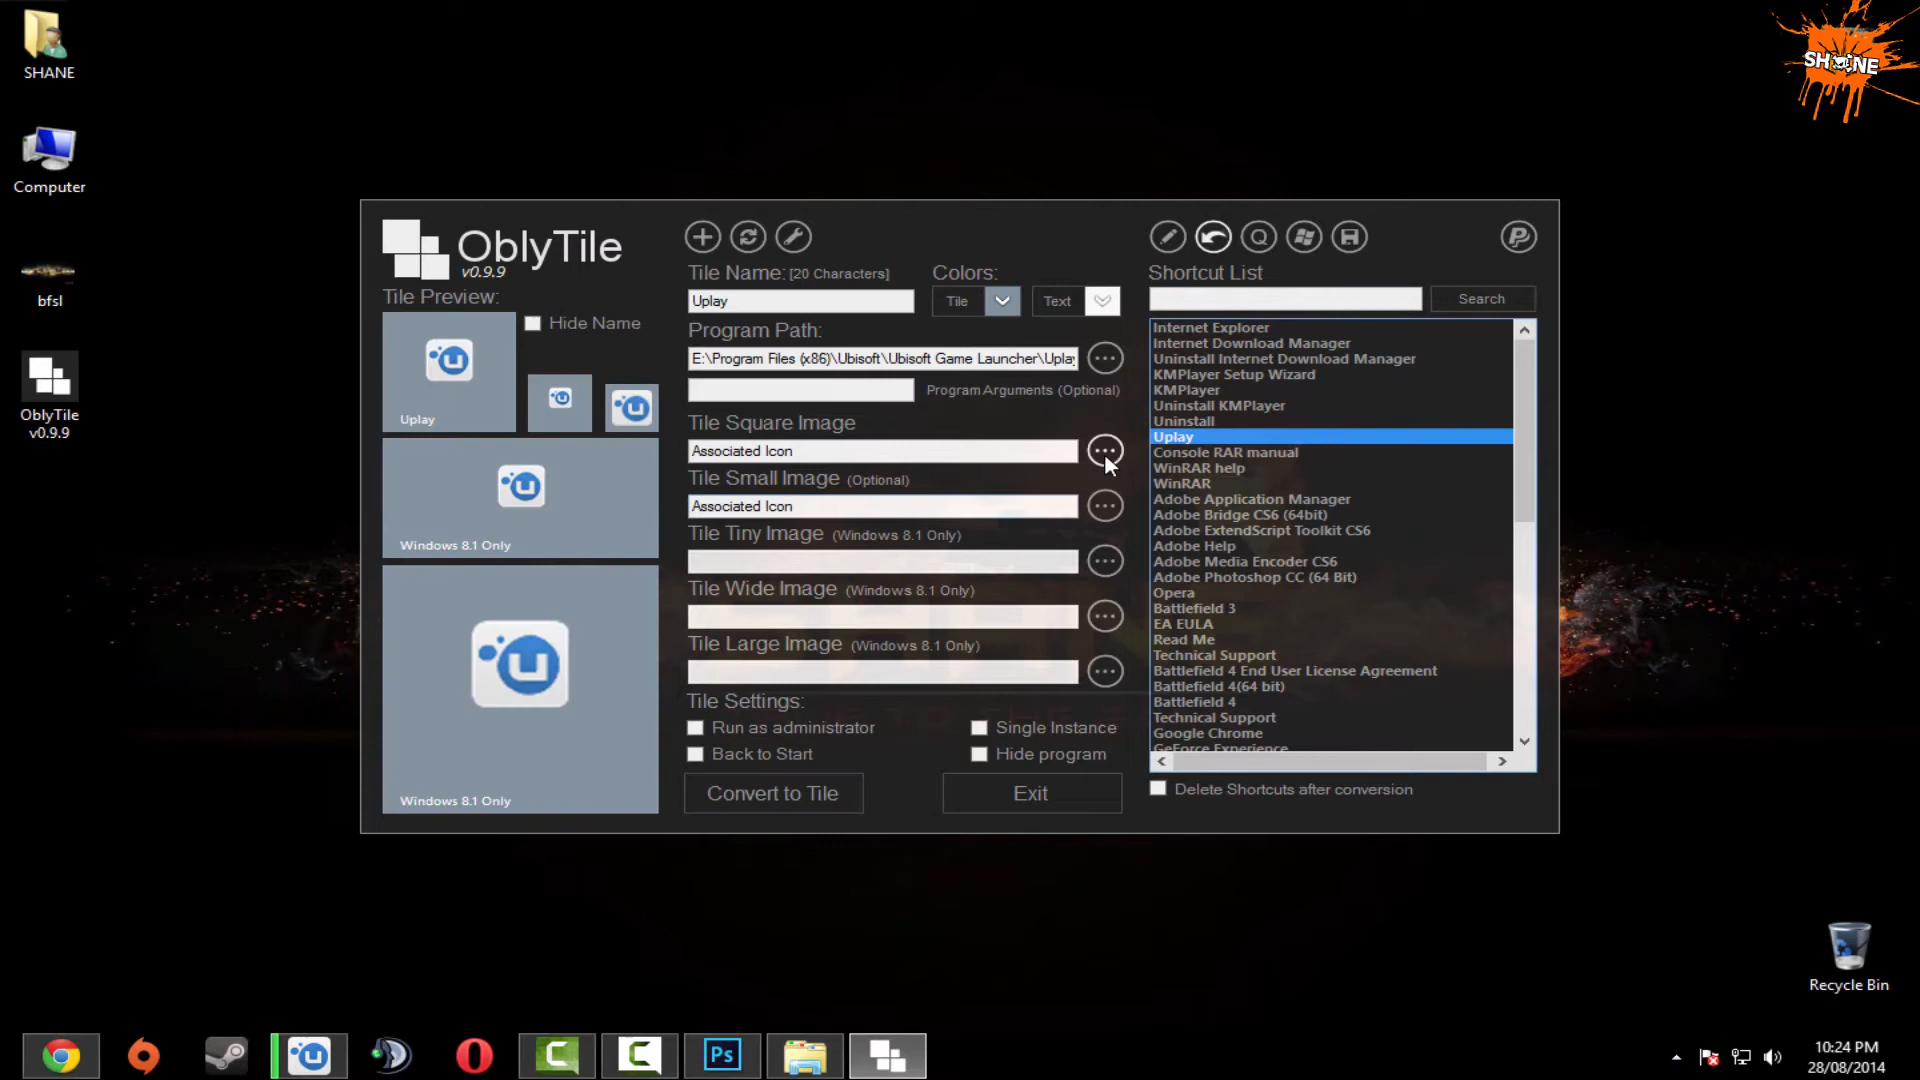 SHANE
Computer
bfsl
OblyTile
v0.9.9
SHANE
OblyTile
v0.9.9
Tile Preview:
Hide Name
Uplay
Windows 8.1 Only
Windows 8.1 Only
Tile Name: [20 Characters]
Colors:
Uplay
Tile
Text
Program Path:
E:\Program Files (x86)\Ubisoft\Ubisoft Game Launcher\Uplay
Program Arguments (Optional)
Tile Square Image
Associated Icon
Tile Small Image (Optional)
Associated Icon
Tile Tiny Image (Windows 8.1 Only)
Tile Wide Image (Windows 8.1 Only)
Tile Large Image (Windows 8.1 Only)
Tile Settings:
Run as administrator
Single Instance
Back to Start
Hide program
Convert to Tile
Exit
Shortcut List
Search
Internet Explorer
Internet Download Manager
Uninstall Internet Download Manager
KMPlayer Setup Wizard
KMPlayer
Uninstall KMPlayer
Uninstall
Uplay
Console RAR manual
WinRAR help
WinRAR
Adobe Application Manager
Adobe Bridge CS6 (64bit)
Adobe ExtendScript Toolkit CS6
Adobe Help
Adobe Media Encoder CS6
Adobe Photoshop CC (64 Bit)
Opera
Battlefield 3
EA EULA
Read Me
Technical Support
Battlefield 4 End User License Agreement
Battlefield 4(64 bit)
Battlefield 4
Technical Support
Google Chrome
GeForce Experience
Delete Shortcuts after conversion
Recycle Bin
Ps
10:24 PM
28/08/2014